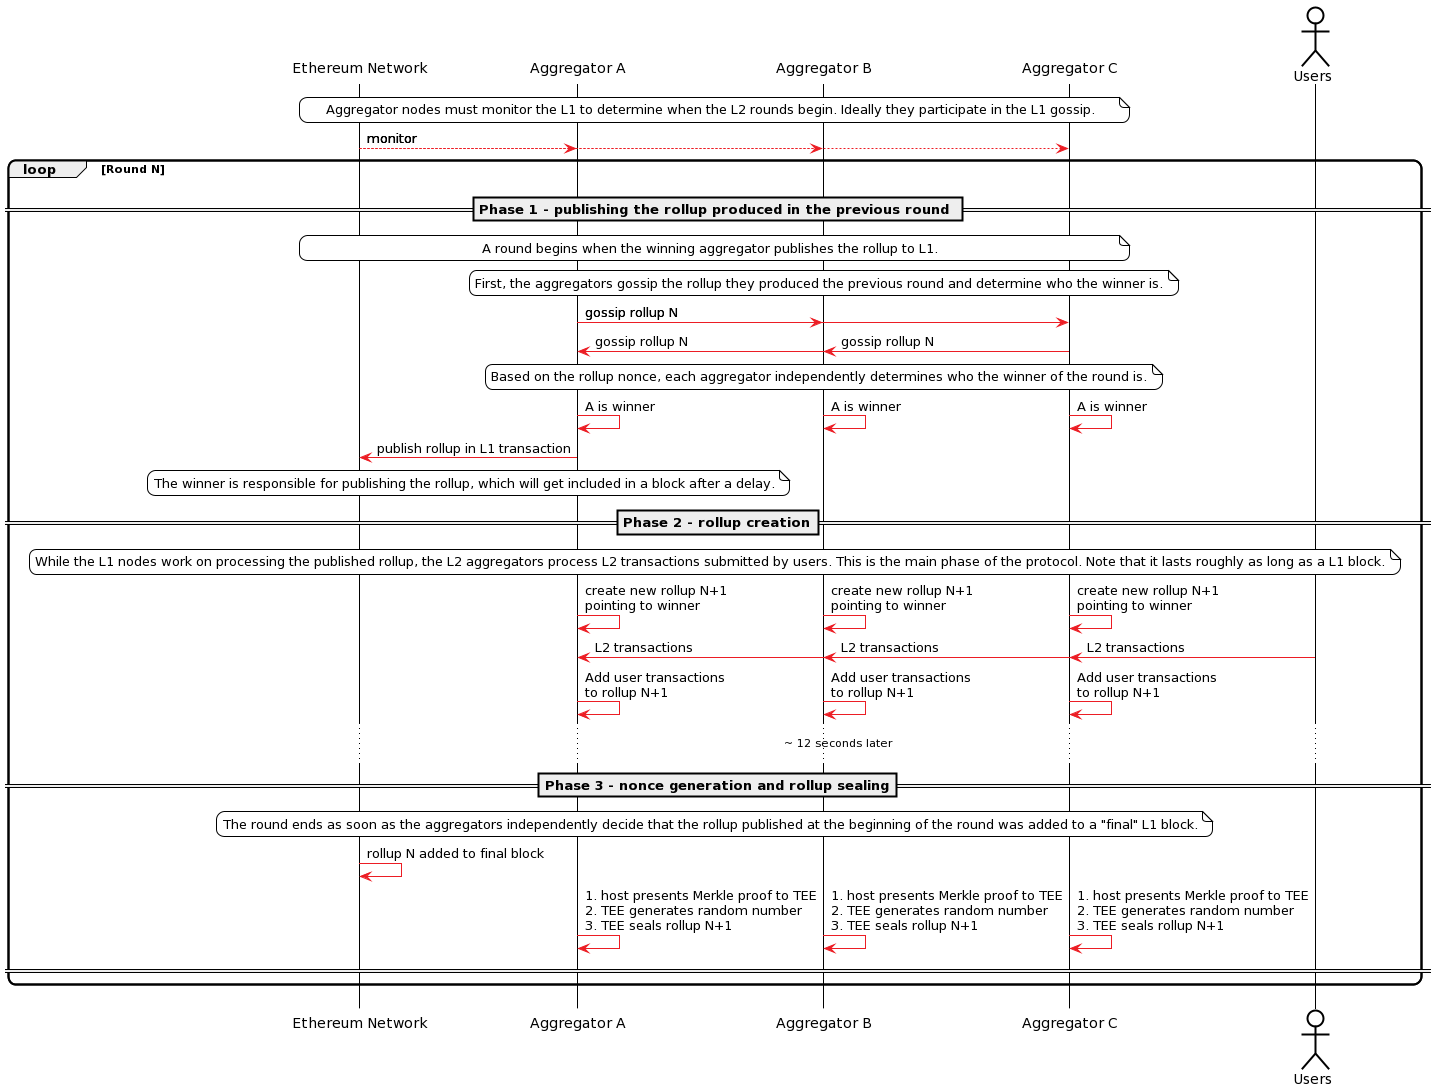 Ethereum Network Aggregator A Aggregator B Aggregator C Users
Aggregator nodes must monitor the L1 to determine when the L2 rounds begin. Ideally they participate in the L1 gossip.
monitor
loop [Round N]
Phase 1 - publishing the rollup produced in the previous round
A round begins when the winning aggregator publishes the rollup to L1.
First, the aggregators gossip the rollup they produced the previous round and determine who the winner is.
gossip rollup N
gossip rollup N gossip rollup N
Based on the rollup nonce, each aggregator independently determines who the winner of the round is.
A is winner A is winner A is winner
publish rollup in L1 transaction
The winner is responsible for publishing the rollup, which will get included in a block after a delay.
Phase 2 - rollup creation
While the L1 nodes work on processing the published rollup, the L2 aggregators process L2 transactions submitted by users. This is the main phase of the protocol. Note that it lasts roughly as long as a L1 block.
create new rollup N+1 create new rollup N+1 create new rollup N+1
pointing to winner pointing to winner pointing to winner
L2 transactions L2 transactions L2 transactions
Add user transactions Add user transactions Add user transactions
to rollup N+1 to rollup N+1 to rollup N+1
~ 12 seconds later
Phase 3 - nonce generation and rollup sealing
The round ends as soon as the aggregators independently decide that the rollup published at the beginning of the round was added to a "final" L1 block.
rollup N added to final block
1. host presents Merkle proof to TEE 1. host presents Merkle proof to TEE 1. host presents Merkle proof to TEE
2. TEE generates random number 2. TEE generates random number 2. TEE generates random number
3. TEE seals rollup N+1 3. TEE seals rollup N+1 3. TEE seals rollup N+1
Ethereum Network Aggregator A Aggregator B Aggregator C
Users